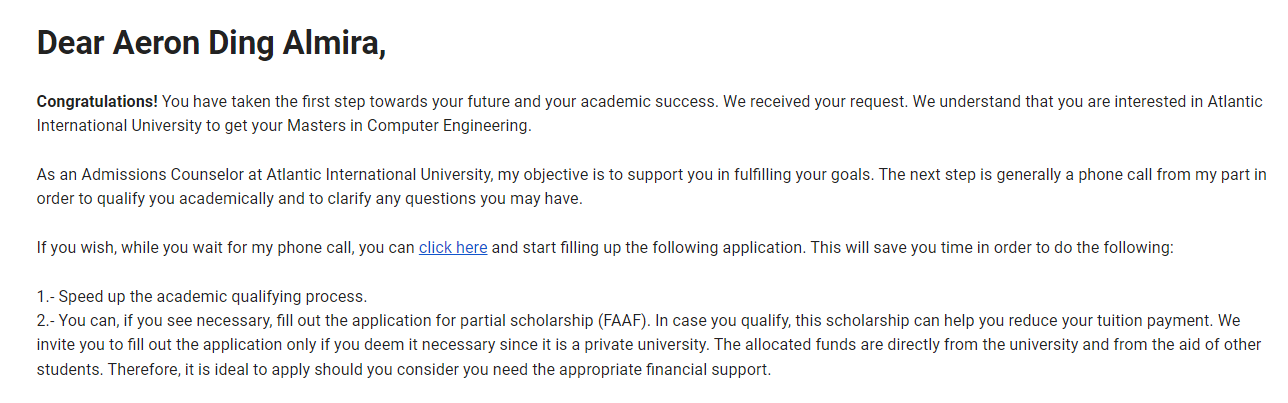 Dear Aeron Ding Almira,
Congratulations! You have taken the first step towards your future and your academic success. We received your request. We understand that you are interested in Atlantic
International University to get your Masters in Computer Engineering.
As an Admissions Counselor at Atlantic International University, my objective is to support you in fulfilling your goals. The next step is generally a phone call from my part in
order to qualify you academically and to clarify any questions you may have.
If you wish, while you wait for my phone call, you can click here and start filling up the following application. This will save you time in order to do the following:
1.- Speed up the academic qualifying process.
2.- You can, if you see necessary, fill out the application for partial scholarship (FAAF). In case you qualify, this scholarship can help you reduce your tuition payment. We
invite you to fill out the application only if you deem it necessary since it is a private university. The allocated funds are directly from the university and from the aid of other
students. Therefore, it is ideal to apply should you consider you need the appropriate financial support.